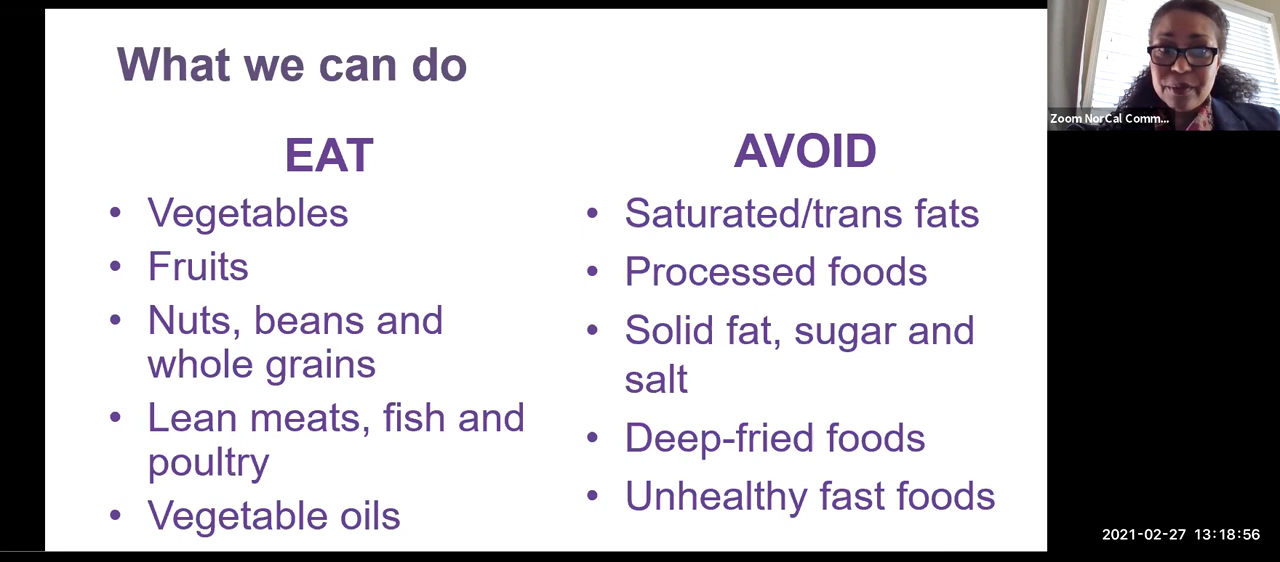 What we can do
EAT
• Vegetables
• Fruits
• Nuts, beans and
whole grains
• Lean meats, fish and
poultry
• Vegetable oils
AVOID
• Saturated/trans fats
• Processed foods
• Solid fat, sugar and
salt
• Deep-fried foods
• Unhealthy fast foods
Zoom NorCal Comm...
2021-02-27 13:18:56